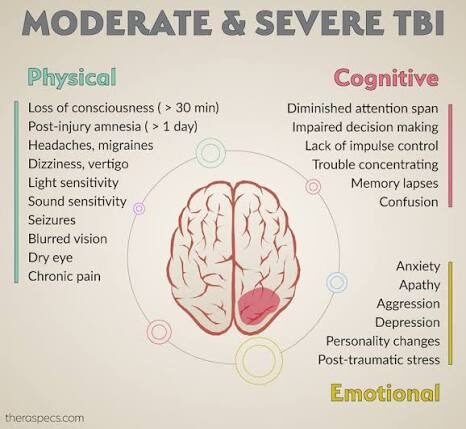 MODERATE & SEVERE TBI
Physical
Loss of consciousness ( > 30 min)
Post-injury amnesia ( > 1 day)
Headaches, migraines
Dizziness, vertigo
Light sensitivity
Sound sensitivity
Seizures
Blurred vision
Dry eye
Chronic pain
Cognitive
Diminished attention span
Impaired decision making
Lack of impulse control
Trouble concentrating
Memory lapses
Confusion
Anxiety
Apathy
Aggression
Depression
Personality changes
Post-traumatic stress
Emotional
theraspecs.com